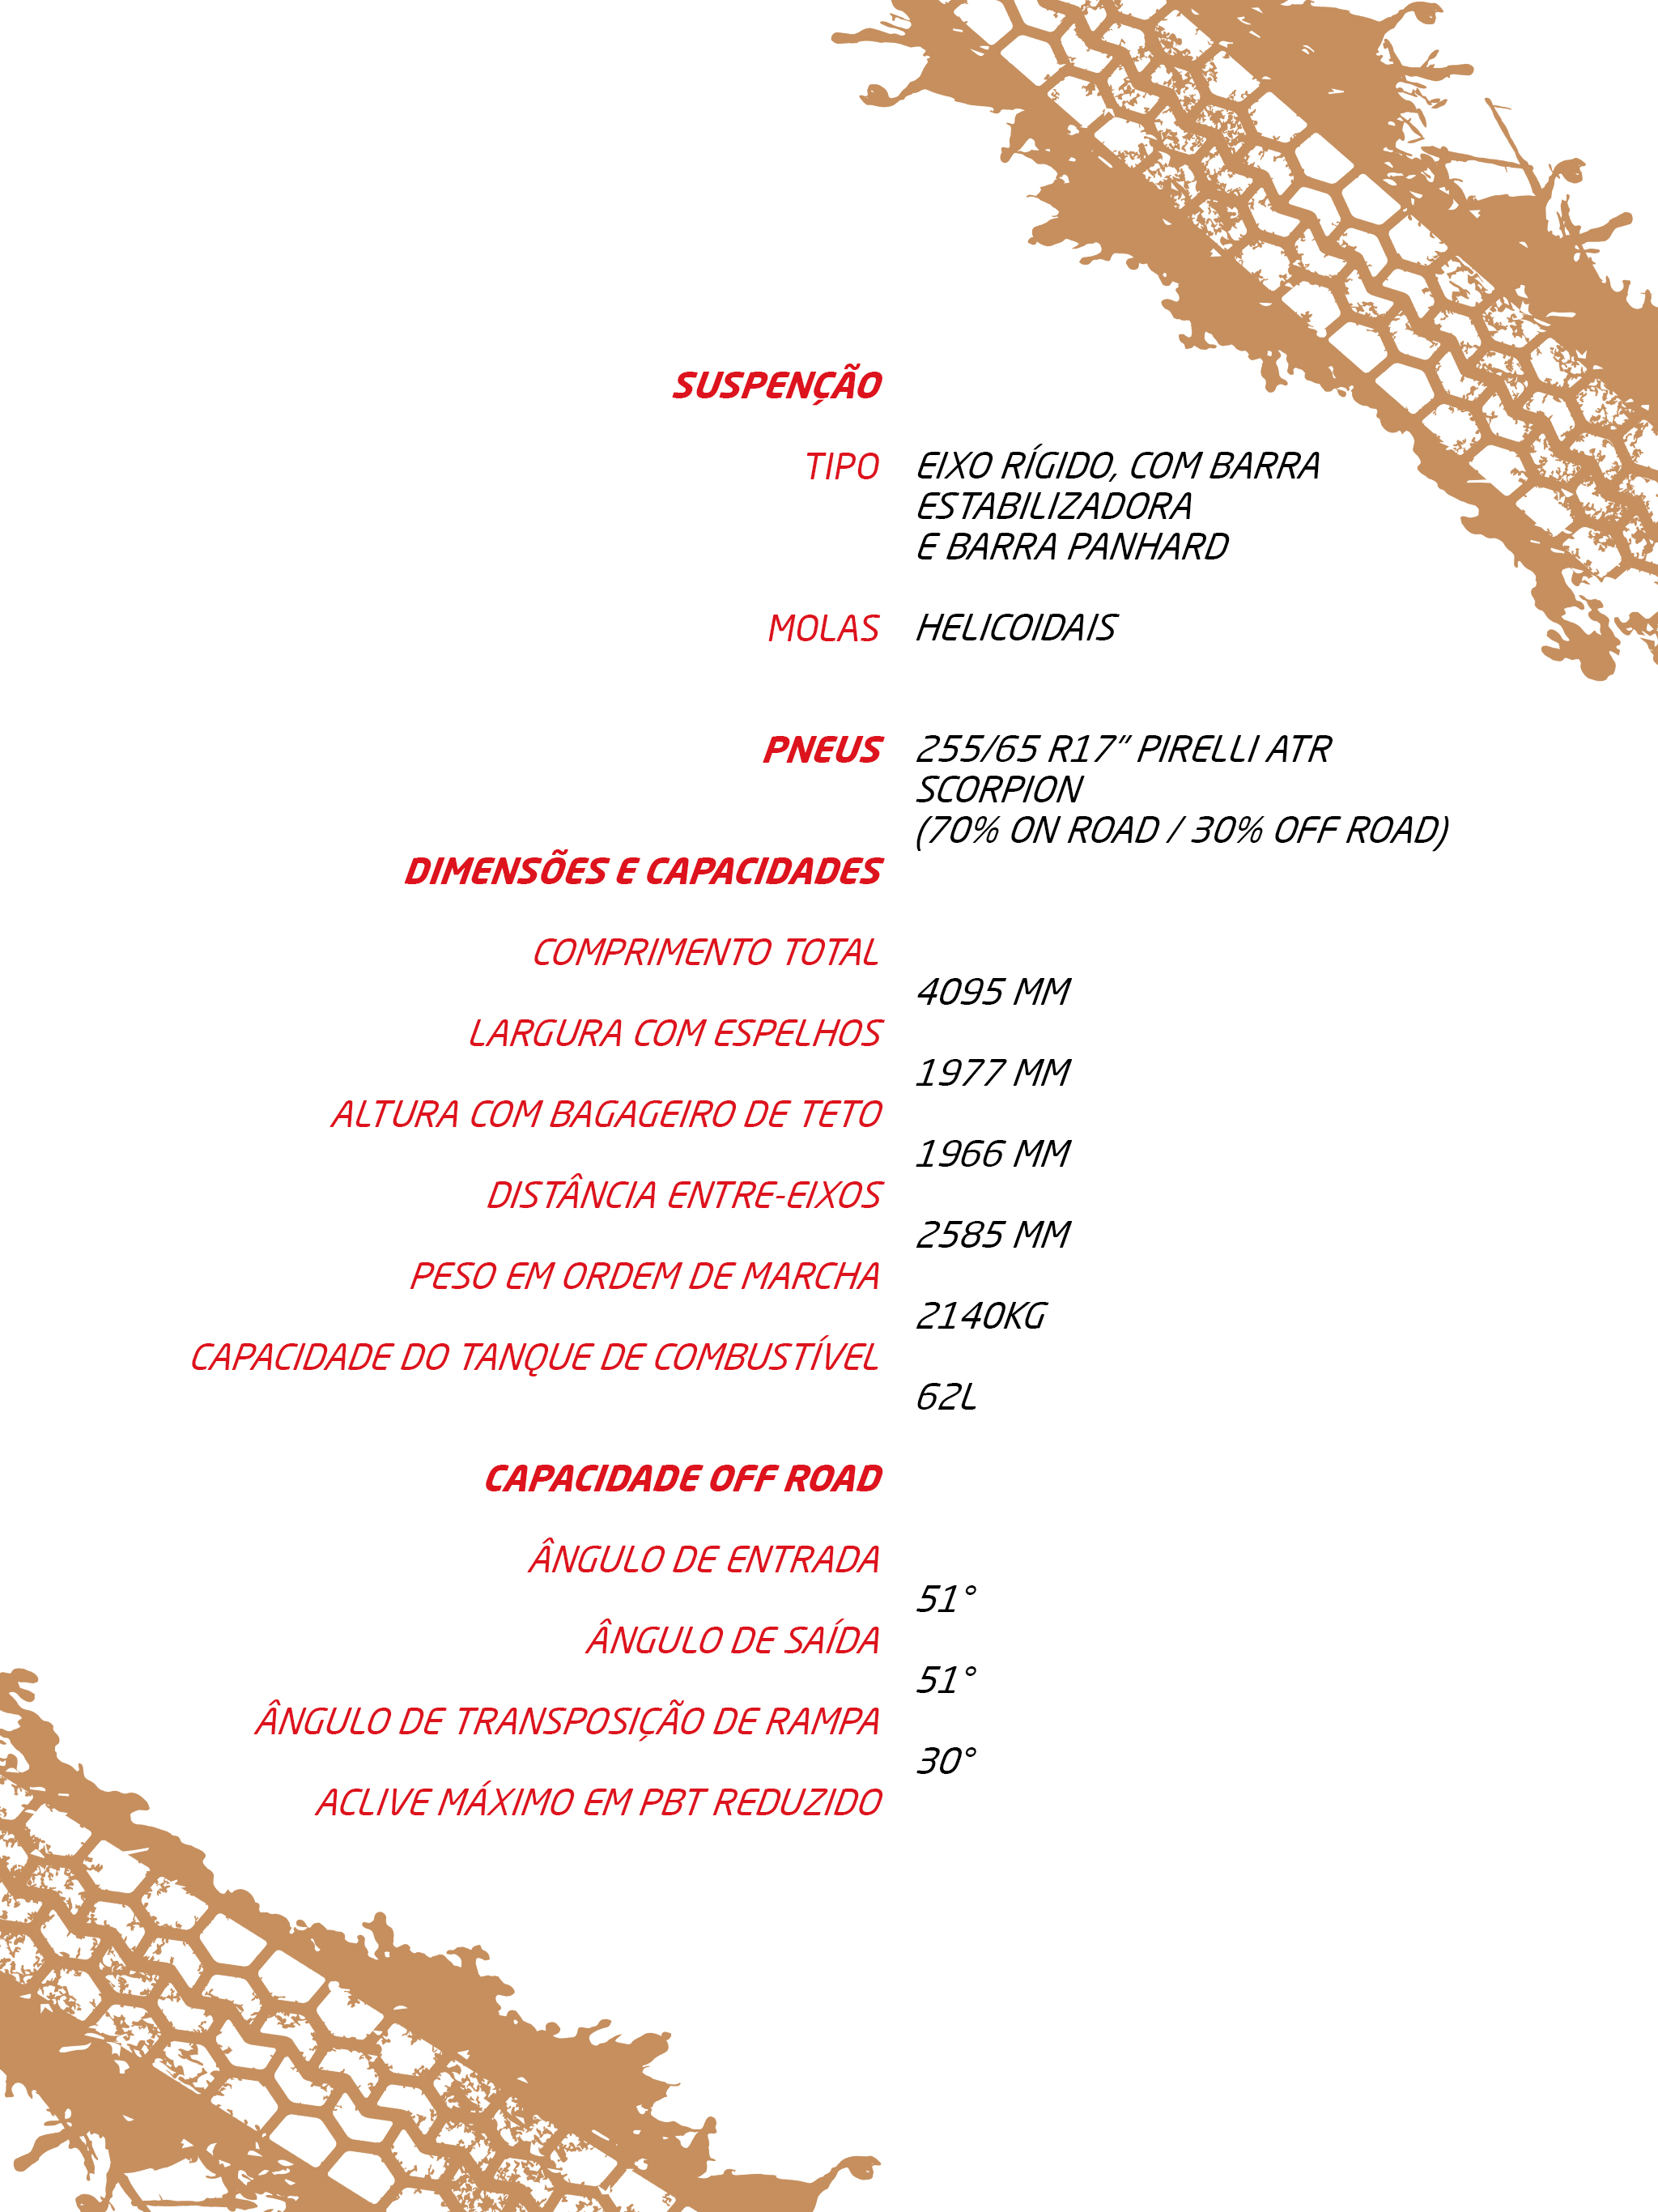 SUSPENÇÃO
TIPO EIXO RÍGIDO, COM BARRA
ESTABILIZADORA
E BARRA PANHARD
MOLAS HELICOIDAIS
PNEUS 255/65 R17” PIRELLI ATR
SCORPION
(70% ON ROAD / 30% OFF ROAD)
DIMENSÕES E CAPACIDADES
COMPRIMENTO TOTAL
4095 MM
LARGURA COM ESPELHOS
1977 MM
ALTURA COM BAGAGEIRO DE TETO
1966 MM
DISTÂNCIA ENTRE-EIXOS
2585 MM
PESO EM ORDEM DE MARCHA
2140KG
CAPACIDADE DO TANQUE DE COMBUSTÍVEL
62L
CAPACIDADE OFF ROAD
ÂNGULO DE ENTRADA
51°
ÂNGULO DE SAÍDA
51°
ÂNGULO DE TRANSPOSIÇÃO DE RAMPA
30°
ACLIVE MÁXIMO EM PBT REDUZIDO